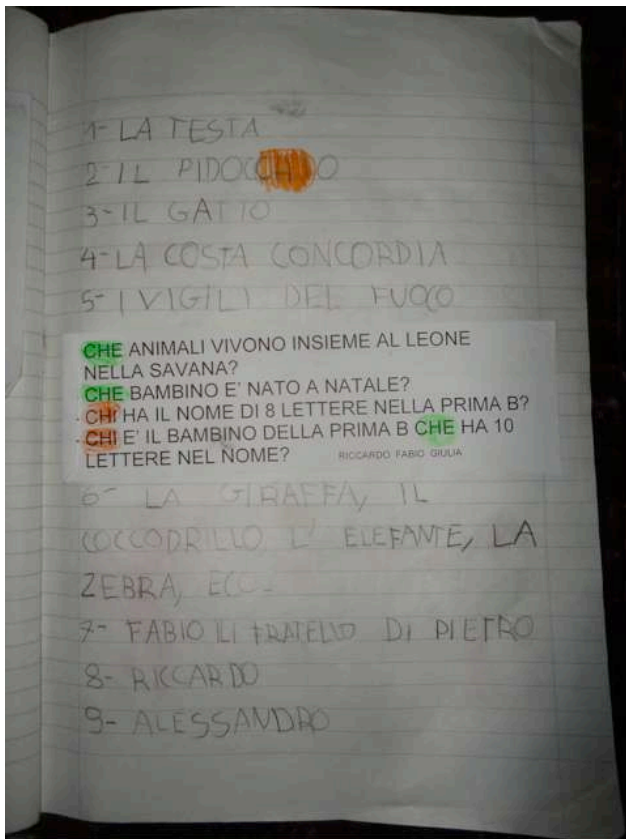 1- LA TESTA
2 IL PIDOCCHIO
3- IL GATTO
4- LA COSTA CONCORDIA
5- I VIGILI DEL FUOCO
CHE ANIMALI VIVONO INSIEME AL LEONE
NELLA SAVANA?
CHE BAMBINO E' NATO A NATALE?
- CHI HA IL NOME DI 8 LETTERE NELLA PRIMA B?
- CHI E' IL BAMBINO DELLA PRIMA B CHE HA 10
LETTERE NEL NOME? RICCARDO FABIO GIULIA
6- LA GIRAFFA, IL
COCCODRILLO L' ELEFANTE, LA
ZEBRA, ECC.
7- FABIO IL FRATELLO DI PIETRO
8- RICCARDO
9- ALESSANDRO